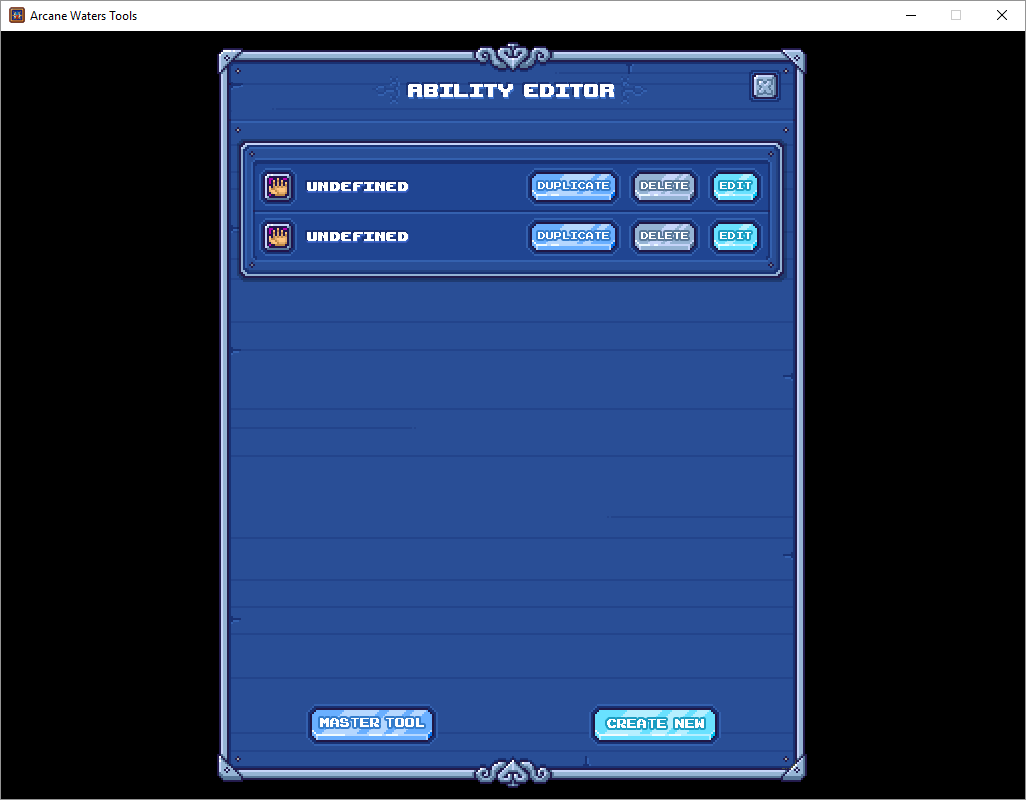 Arcane Waters Tools
ABILITY EDITOR
UNDEFINED DUPLICATE DELETE EDIT
UNDEFINED DUPLICATE DELETE EDIT
MASTER TOOL CREATE NEW